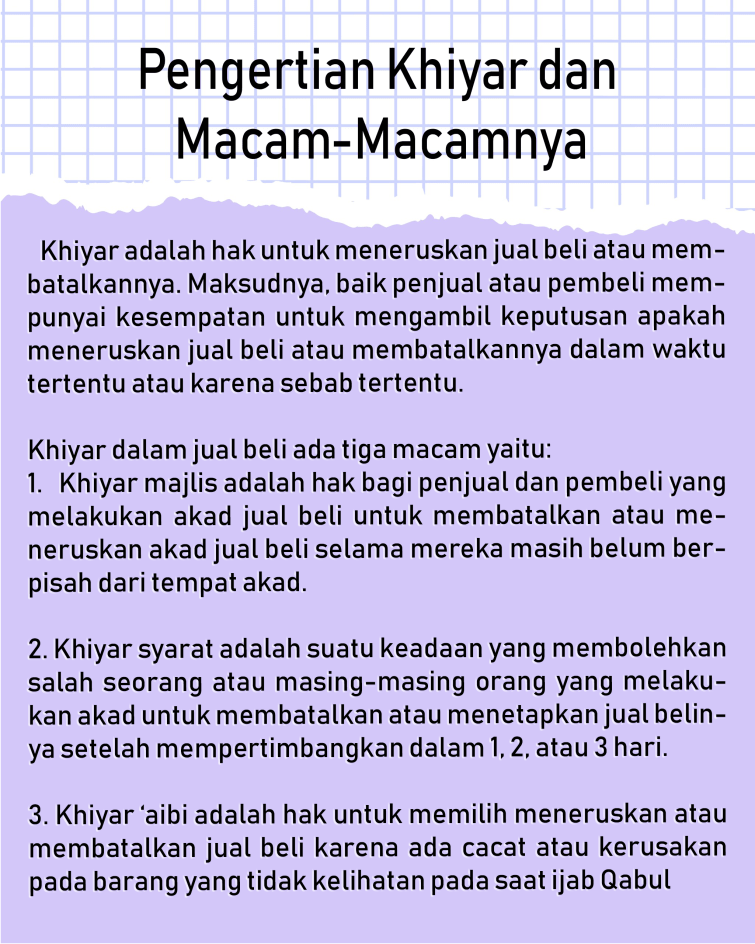 Pengertian Khiyar dan
Macam-Macamnya
Khiyar adalah hak untuk meneruskan jual beli atau mem-
batalkannya. Maksudnya, baik penjual atau pembeli mem-
punyai kesempatan untuk mengambil keputusan apakah
meneruskan jual beli atau membatalkannya dalam waktu
tertentu atau karena sebab tertentu.
Khiyar dalam jual beli ada tiga macam yaitu:
1. Khiyar majlis adalah hak bagi penjual dan pembeli yang
melakukan akad jual beli untuk membatalkan atau me-
neruskan akad jual beli selama mereka masih belum ber-
pisah dari tempat akad.
2. Khiyar syarat adalah suatu keadaan yang membolehkan
salah seorang atau masing-masing orang yang melaku-
kan akad untuk membatalkan atau menetapkan jual belin-
ya setelah mempertimbangkan dalam 1, 2, atau 3 hari.
3. Khiyar ‘aibi adalah hak untuk memilih meneruskan atau
membatalkan jual beli karena ada cacat atau kerusakan
pada barang yang tidak kelihatan pada saat ijab Qabul